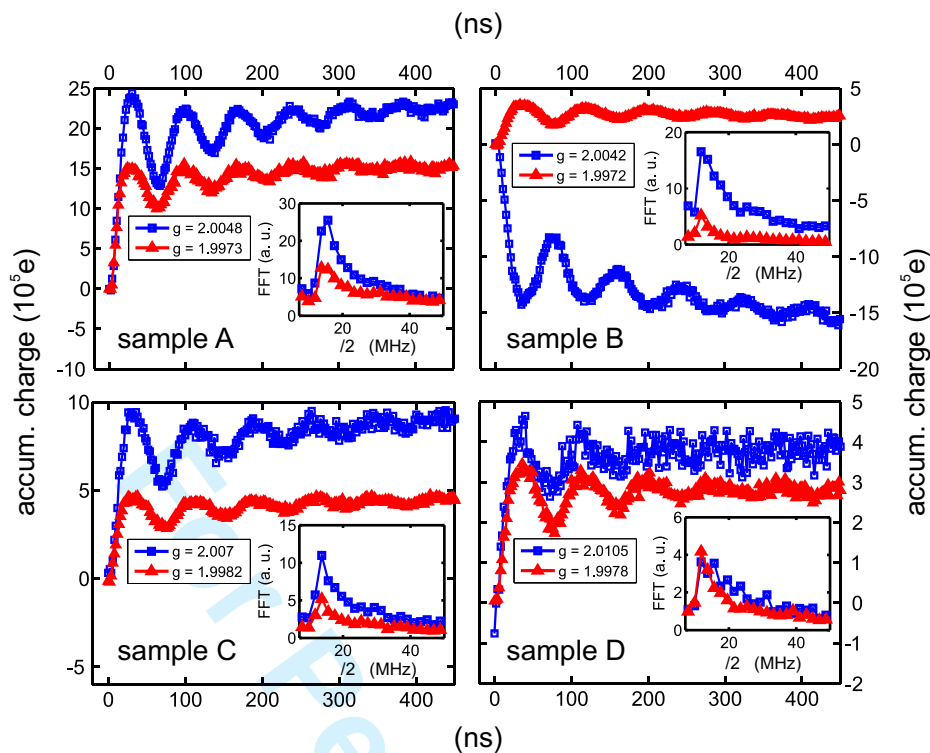 (ns)
0 100 200 300 400
0 100 200 300 400
25
20
15
10
5
0
-5
-10
accum. charge (10⁵e)
g = 2.0048
g = 1.9973
sample A
30
20
10
0
FFT (a. u.)
20 40
/2 (MHz)
5
0
-5
-10
-15
-20
accum. charge (10⁵e)
g = 2.0042
g = 1.9972
sample B
20
10
0
FFT (a. u.)
20 40
/2 (MHz)
10
5
0
-5
g = 2.007
g = 1.9982
sample C
15
10
5
0
FFT (a. u.)
20 40
/2 (MHz)
5
4
3
2
1
0
-1
-2
g = 2.0105
g = 1.9978
sample D
6
4
2
0
FFT (a. u.)
20 40
/2 (MHz)
0 100 200 300 400
0 100 200 300 400
(ns)
For Pe